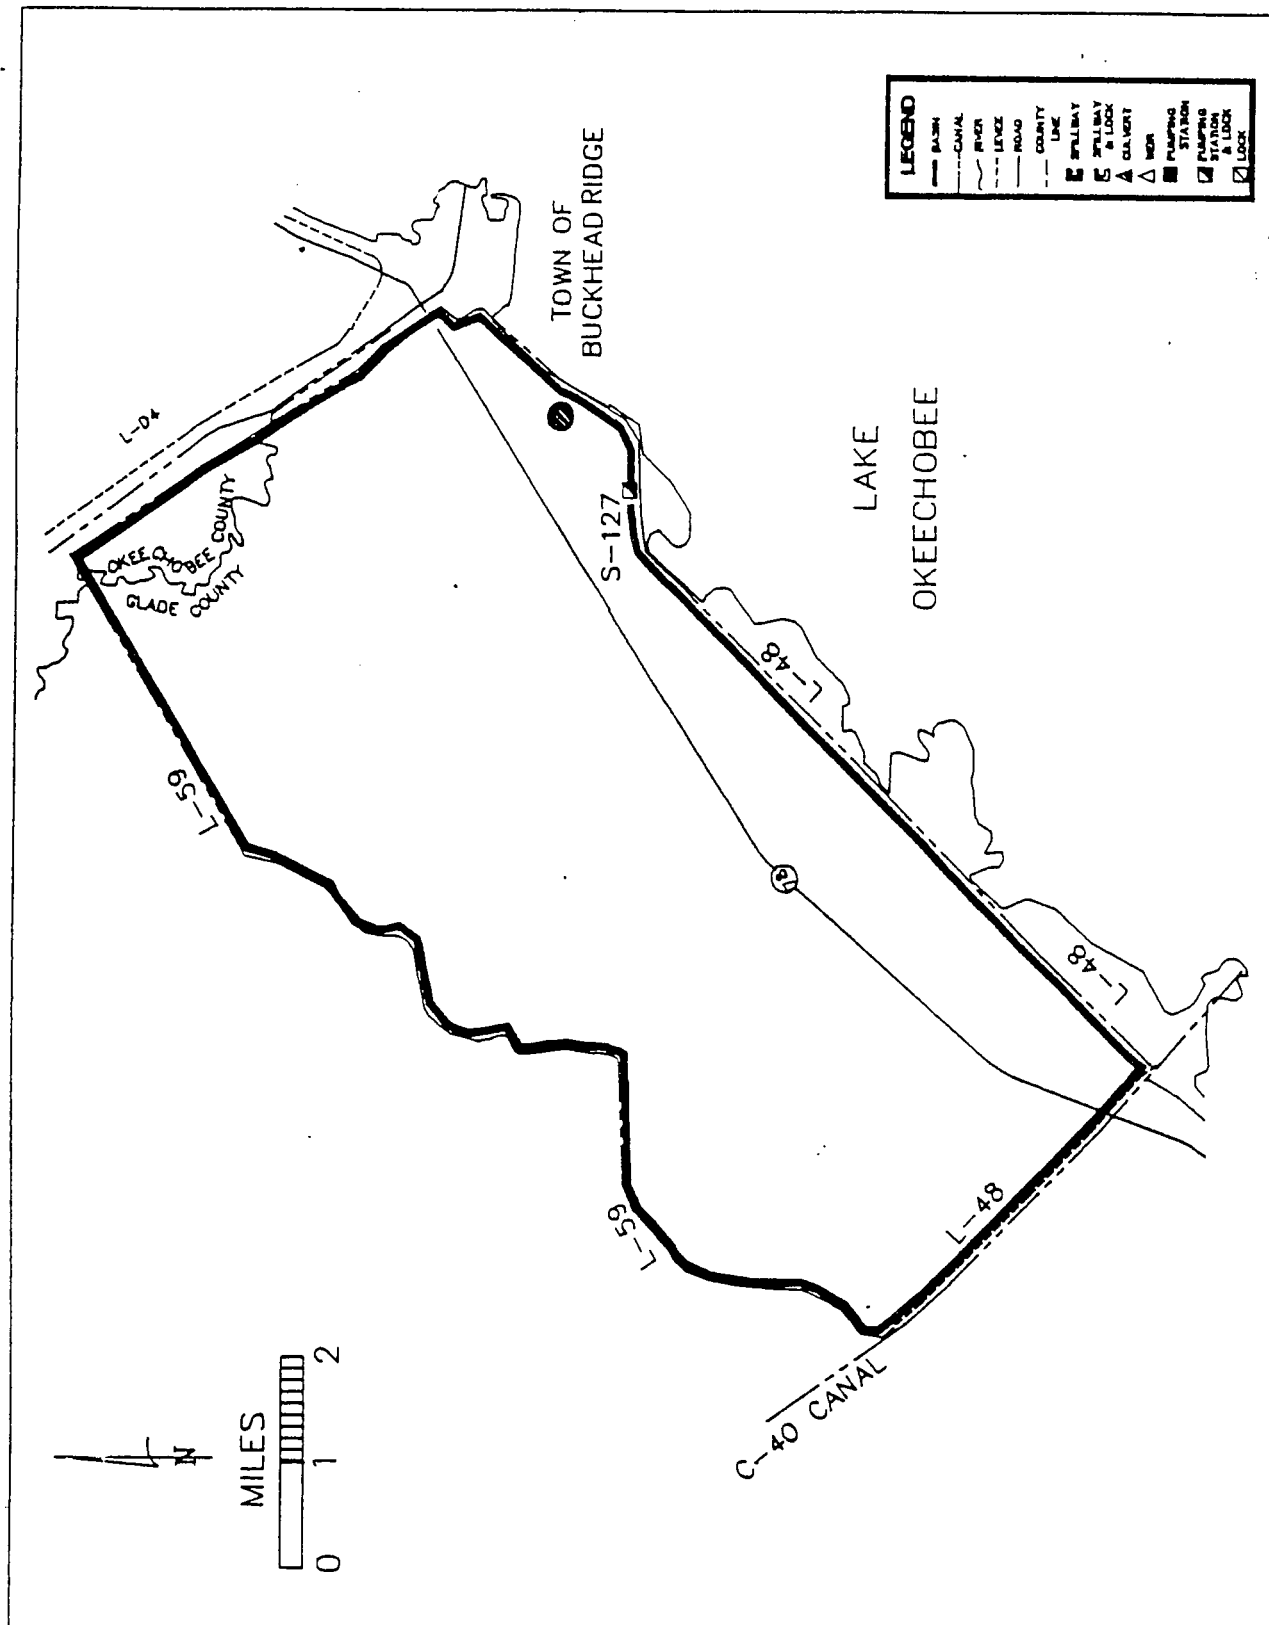 L-D4
OKEECHOBEE COUNTY
GLADE COUNTY
L-59
TOWN OF
BUCKHEAD RIDGE
S-127
LAKE
OKEECHOBEE
L-48
78
L-48
L-59
L-48
C-40 CANAL
N
MILES
0 1 2
LEGEND
BASIN
CANAL
RIVER
LEVEE
ROAD
COUNTY
LINE
SPILLWAY
SPILLWAY
& LOCK
CULVERT
WEIR
PUMPING
STATION
PUMPING
STATION
& LOCK
LOCK